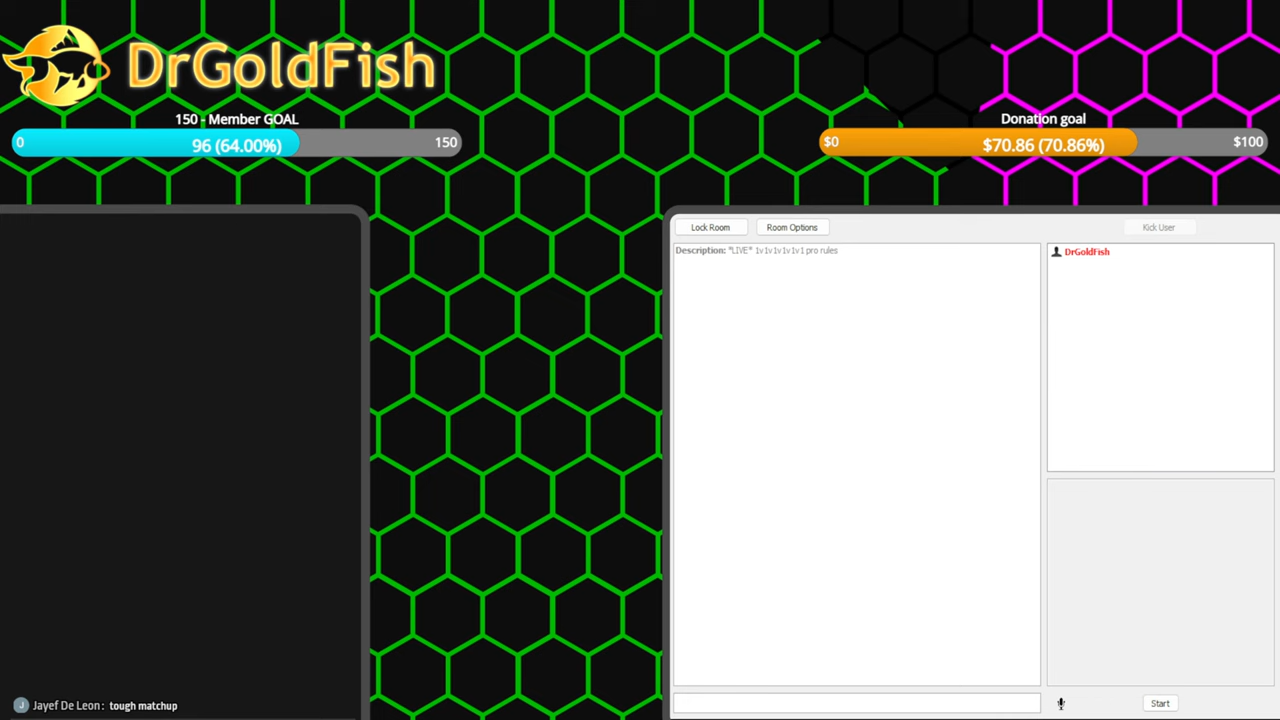 DrGoldFish
150 - Member GOAL
0
96 (64.00%)
150
Donation goal
$0
$70.86 (70.86%)
$100
Lock Room
Room Options
Kick User
Description: "LIVE" 1v1v1v1v1v1 pro rules
DrGoldFish
J Jayef De Leon: tough matchup
Start